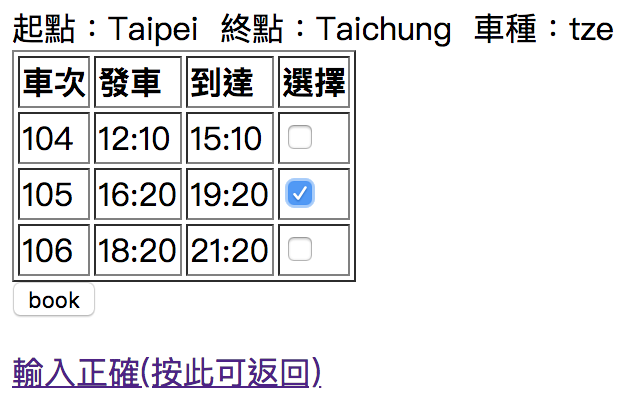 起點：Taipei 終點：Taichung 車種：tze
車次 發車 到達 選擇
104 12:10 15:10
105 16:20 19:20
106 18:20 21:20
book
輸入正確(按此可返回)